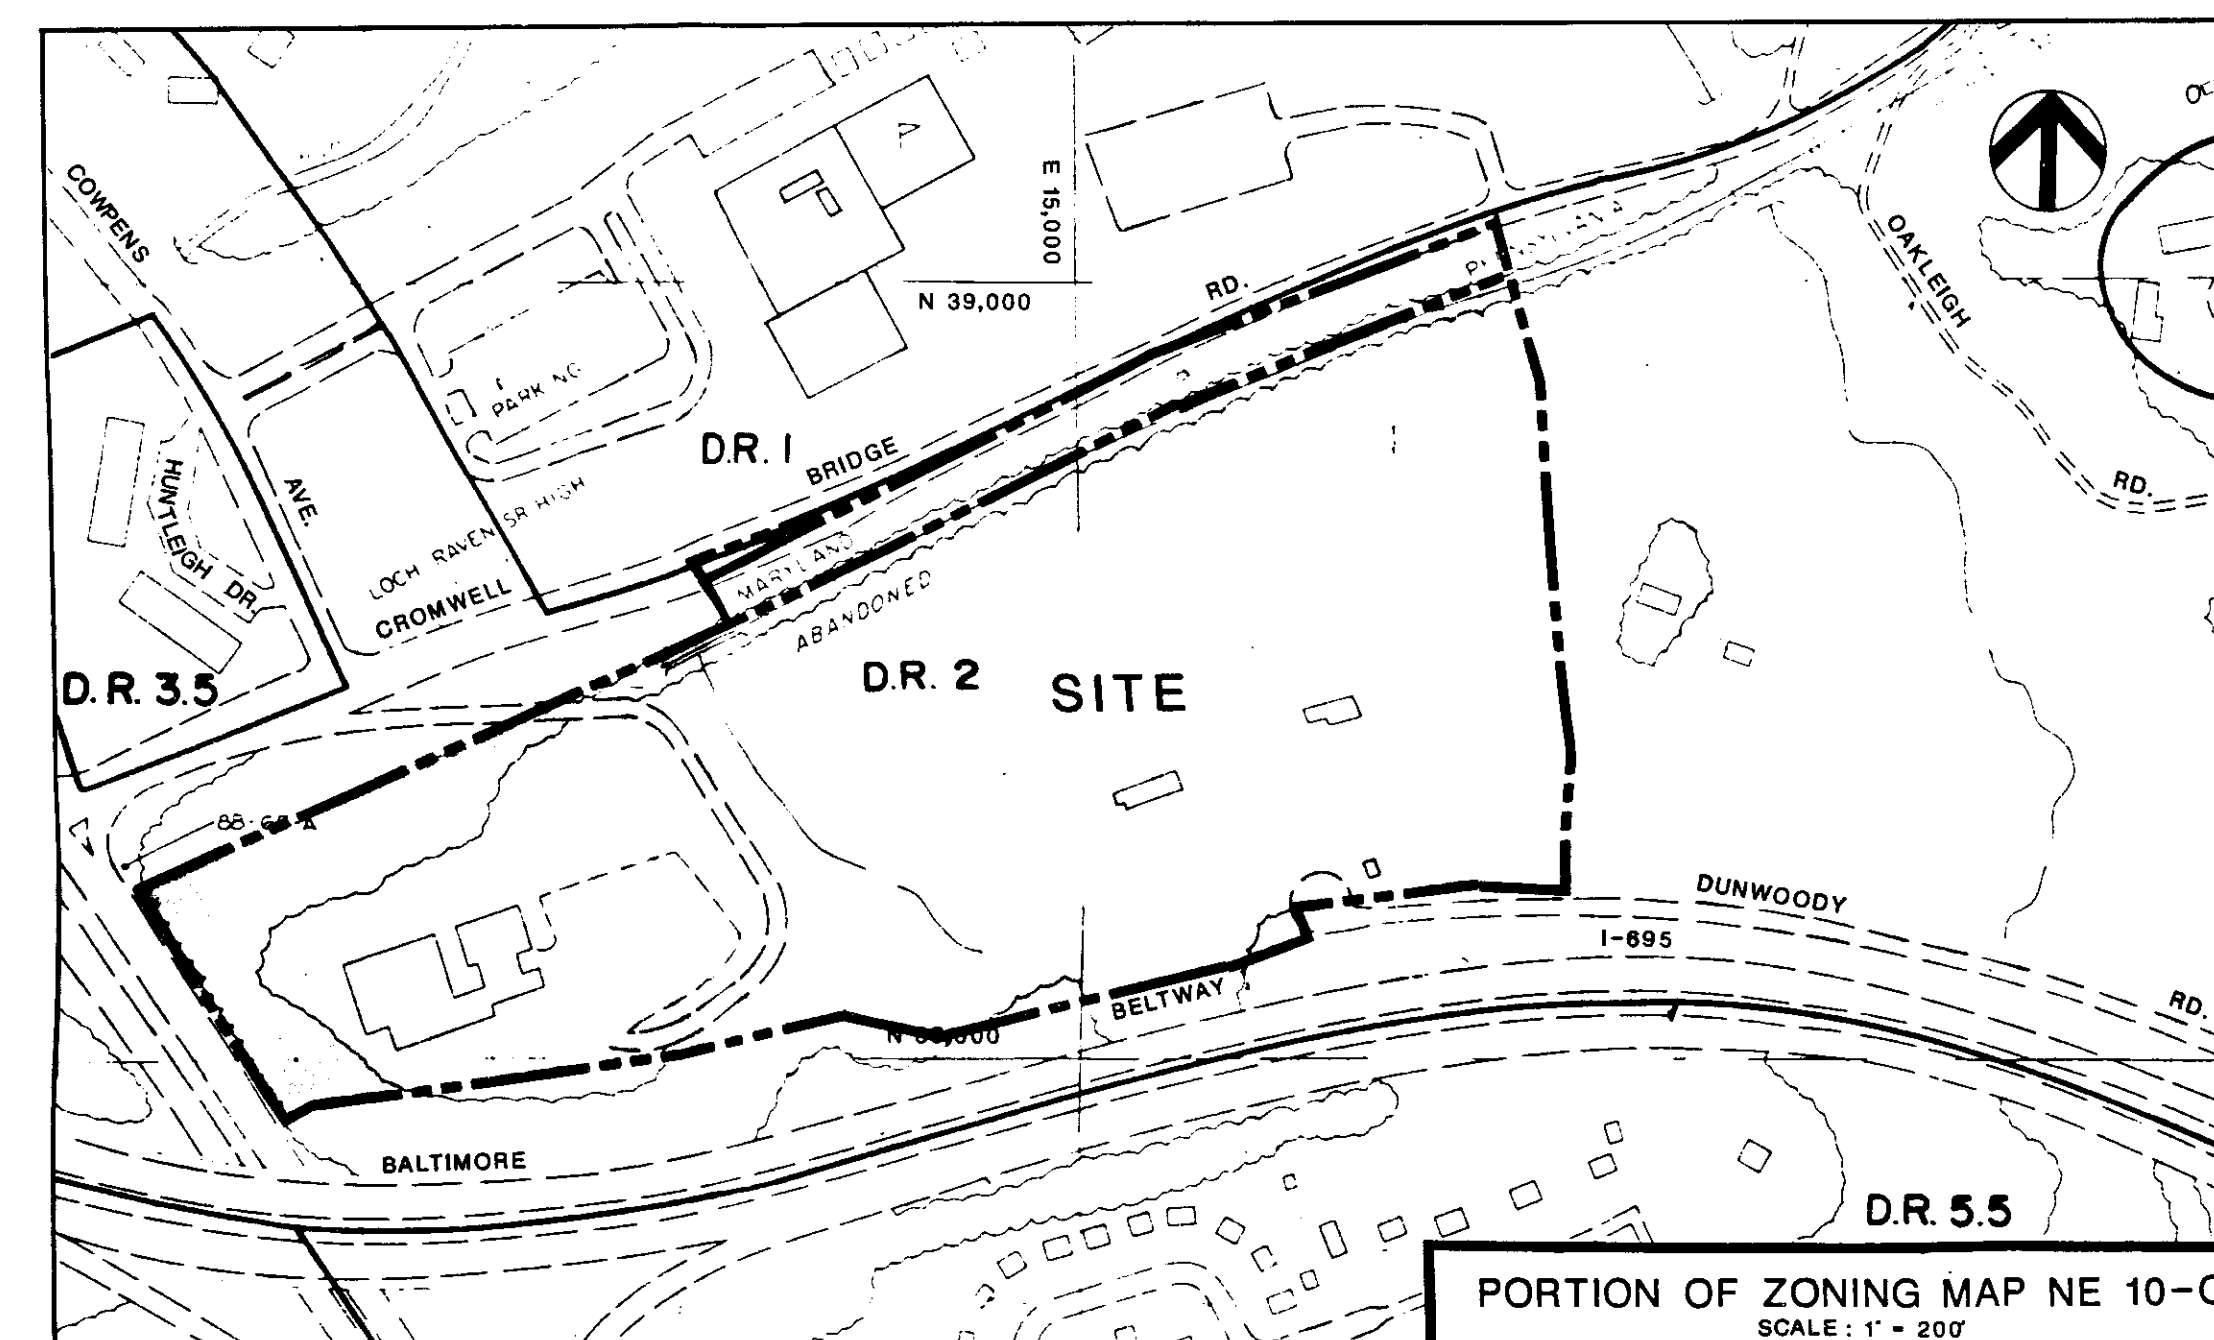 COWPENS
E 15,000
OAKLEIGH
N 39,000
RD.
PARK NG
D.R. 1
BRIDGE
HUNTLEIGH DR.
AVE.
RD.
LOCH RAVEN SR HIGH
CROMWELL
MARYLAND
ABANDONED
D.R. 3.5
D.R. 2
SITE
DUNWOODY
I-695
BELTWAY
RD.
BALTIMORE
D.R. 5.5
PORTION OF ZONING MAP NE 10-
SCALE : 1" = 200'